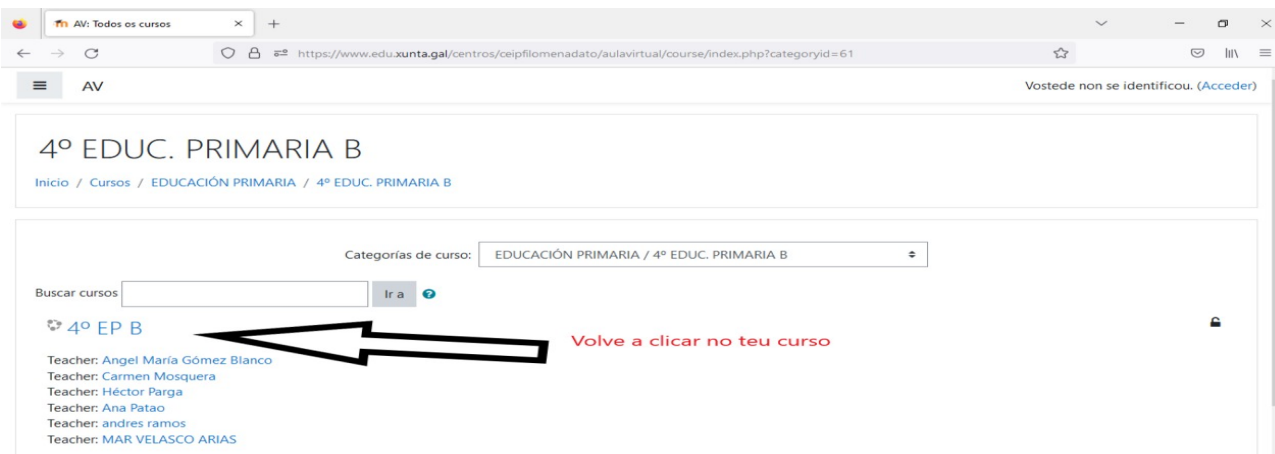 AV: Todos os cursos
https://www.edu.xunta.gal/centros/ceipfilomenadato/aulavirtual/course/index.php?categoryid=61
AV
Vostede non se identificou. (Acceder)
4º EDUC. PRIMARIA B
Inicio / Cursos / EDUCACIÓN PRIMARIA / 4º EDUC. PRIMARIA B
Categorías de curso: EDUCACIÓN PRIMARIA / 4º EDUC. PRIMARIA B
Buscar cursos Ir a
4º EP B
Volve a clicar no teu curso
Teacher: Angel María Gómez Blanco
Teacher: Carmen Mosquera
Teacher: Héctor Parga
Teacher: Ana Patao
Teacher: andres ramos
Teacher: MAR VELASCO ARIAS